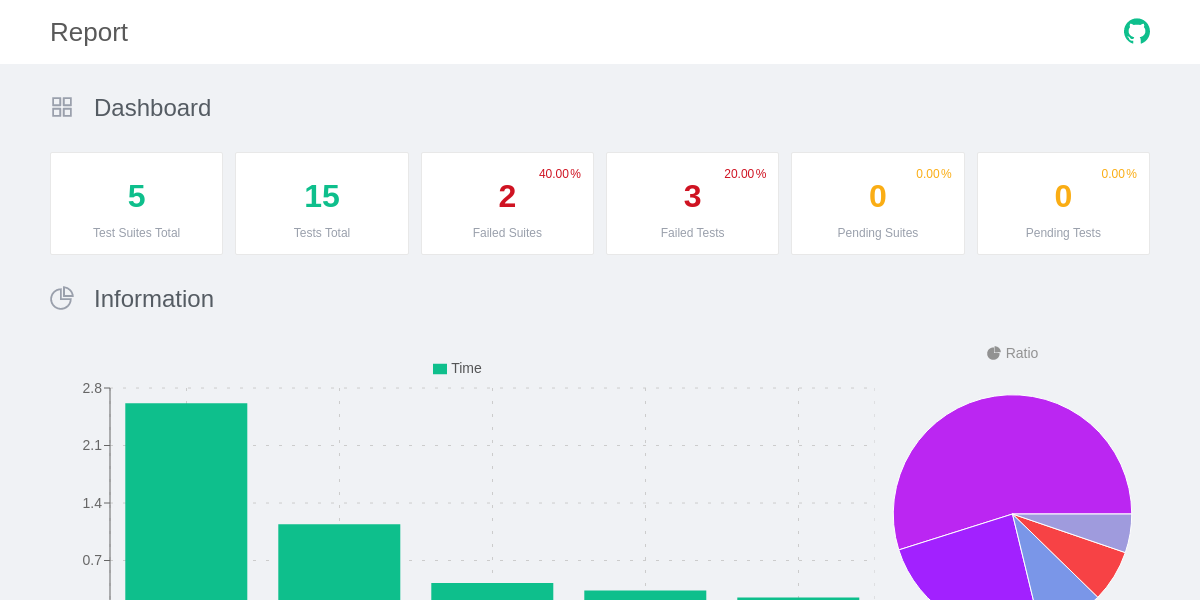 Report
Dashboard
5
Test Suites Total
15
Tests Total
40.00%
2
Failed Suites
20.00%
3
Failed Tests
0.00%
0
Pending Suites
0.00%
0
Pending Tests
Information
Time
2.8
2.1
1.4
0.7
Ratio